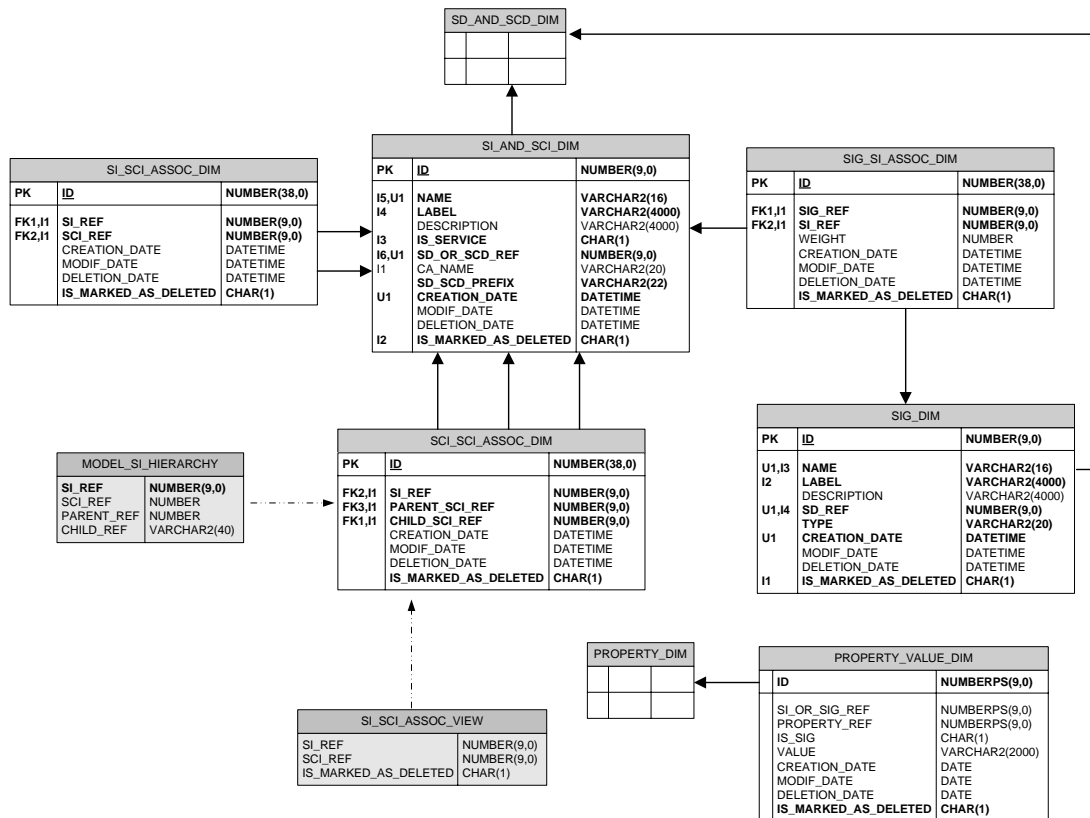 SD_AND_SCD_DIM
SI_SCI_ASSOC_DIM
PK ID NUMBER(38,0)
FK1,I1 SI_REF NUMBER(9,0)
FK2,I1 SCI_REF NUMBER(9,0)
CREATION_DATE DATETIME
MODIF_DATE DATETIME
DELETION_DATE DATETIME
IS_MARKED_AS_DELETED CHAR(1)
SI_AND_SCI_DIM
PK ID NUMBER(9,0)
I5,U1 NAME VARCHAR2(16)
I4 LABEL VARCHAR2(4000)
DESCRIPTION VARCHAR2(4000)
I3 IS_SERVICE CHAR(1)
I6,U1 SD_OR_SCD_REF NUMBER(9,0)
I1 CA_NAME VARCHAR2(20)
SD_SCD_PREFIX VARCHAR2(22)
U1 CREATION_DATE DATETIME
MODIF_DATE DATETIME
DELETION_DATE DATETIME
I2 IS_MARKED_AS_DELETED CHAR(1)
SIG_SI_ASSOC_DIM
PK ID NUMBER(38,0)
FK1,I1 SIG_REF NUMBER(9,0)
FK2,I1 SI_REF NUMBER(9,0)
WEIGHT NUMBER
CREATION_DATE DATETIME
MODIF_DATE DATETIME
DELETION_DATE DATETIME
IS_MARKED_AS_DELETED CHAR(1)
MODEL_SI_HIERARCHY
SI_REF NUMBER(9,0)
SCI_REF NUMBER
PARENT_REF NUMBER
CHILD_REF VARCHAR2(40)
SCI_SCI_ASSOC_DIM
PK ID NUMBER(38,0)
FK2,I1 SI_REF NUMBER(9,0)
FK3,I1 PARENT_SCI_REF NUMBER(9,0)
FK1,I1 CHILD_SCI_REF NUMBER(9,0)
CREATION_DATE DATETIME
MODIF_DATE DATETIME
DELETION_DATE DATETIME
IS_MARKED_AS_DELETED CHAR(1)
SIG_DIM
PK ID NUMBER(9,0)
U1,I3 NAME VARCHAR2(16)
I2 LABEL VARCHAR2(4000)
DESCRIPTION VARCHAR2(4000)
U1,I4 SD_REF NUMBER(9,0)
TYPE VARCHAR2(20)
U1 CREATION_DATE DATETIME
MODIF_DATE DATETIME
DELETION_DATE DATETIME
I1 IS_MARKED_AS_DELETED CHAR(1)
SI_SCI_ASSOC_VIEW
SI_REF NUMBER(9,0)
SCI_REF NUMBER(9,0)
IS_MARKED_AS_DELETED CHAR(1)
PROPERTY_DIM
PROPERTY_VALUE_DIM
ID NUMBERPS(9,0)
SI_OR_SIG_REF NUMBERPS(9,0)
PROPERTY_REF NUMBERPS(9,0)
IS_SIG CHAR(1)
VALUE VARCHAR2(2000)
CREATION_DATE DATE
MODIF_DATE DATE
DELETION_DATE DATE
IS_MARKED_AS_DELETED CHAR(1)